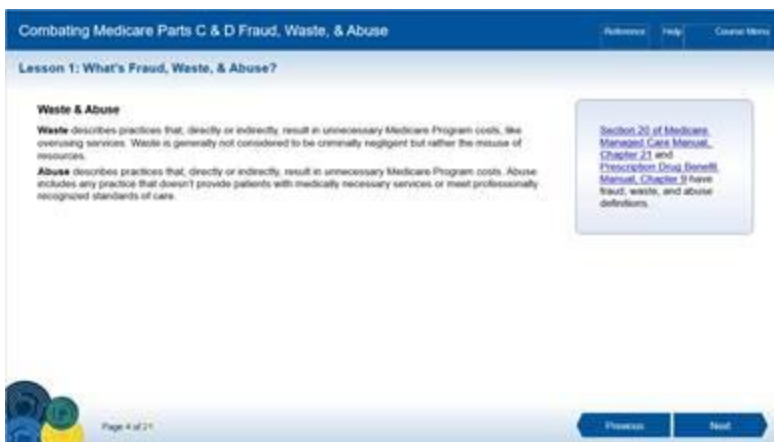 Combating Medicare Parts C & D Fraud, Waste, & Abuse
Reference Help Course Menu
Lesson 1: What's Fraud, Waste, & Abuse?
Waste & Abuse
Waste describes practices that, directly or indirectly, result in unnecessary Medicare Program costs, like
overusing services. Waste is generally not considered to be criminally negligent but rather the misuse of
resources.
Abuse describes practices that, directly or indirectly, result in unnecessary Medicare Program costs. Abuse
includes any practice that doesn't provide patients with medically necessary services or meet professionally
recognized standards of care.
Section 20 of Medicare
Managed Care Manual,
Chapter 21 and
Prescription Drug Benefit
Manual, Chapter 9 have
fraud, waste, and abuse
definitions.
Page 4 of 21
Previous Next